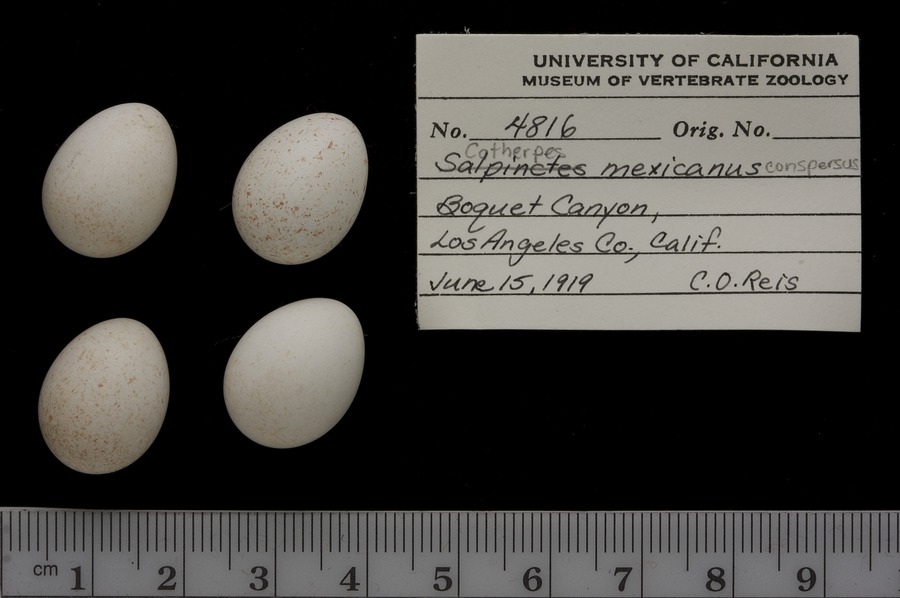 UNIVERSITY OF CALIFORNIA
MUSEUM OF VERTEBRATE ZOOLOGY
No. 4816 Orig. No.
Catherpes
Salpinctes mexicanus conspersus
Boquet Canyon,
Los Angeles Co., Calif.
June 15, 1919 C.O. Reis
cm 1 2 3 4 5 6 7 8 9